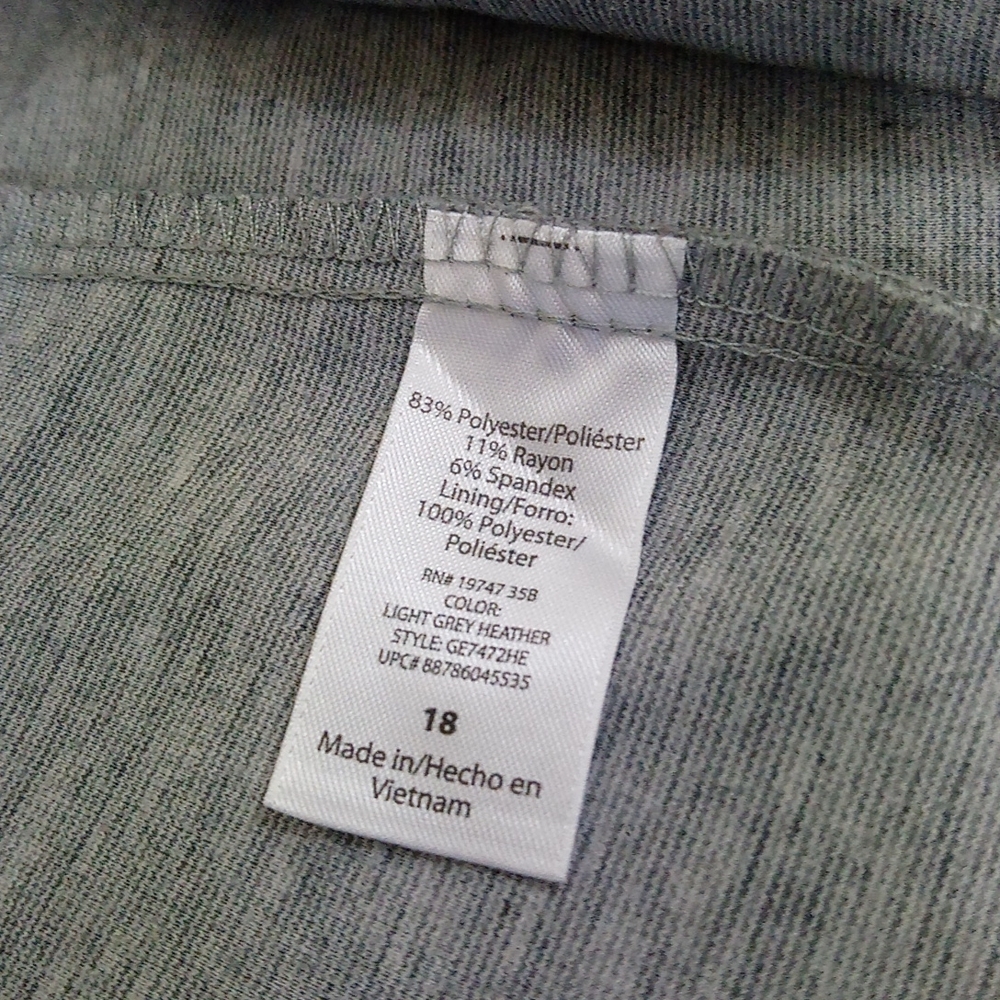 83% Polyester/Poliéster
11% Rayon
6% Spandex
Lining/Forro:
100% Polyester/
Poliéster
RN# 19747 35B
COLOR:
LIGHT GREY HEATHER
STYLE: GE7472HE
UPC# 88786045535
18
Made in/Hecho en
Vietnam